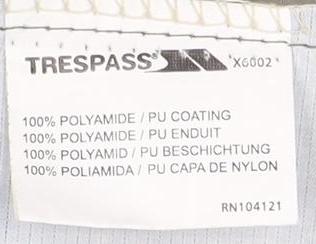 TRESPASS X6002
100% POLYAMIDE / PU COATING
100% POLYAMIDE / PU ENDUIT
100% POLYAMID / PU BESCHICHTUNG
100% POLIAMIDA / PU CAPA DE NYLON
RN104121